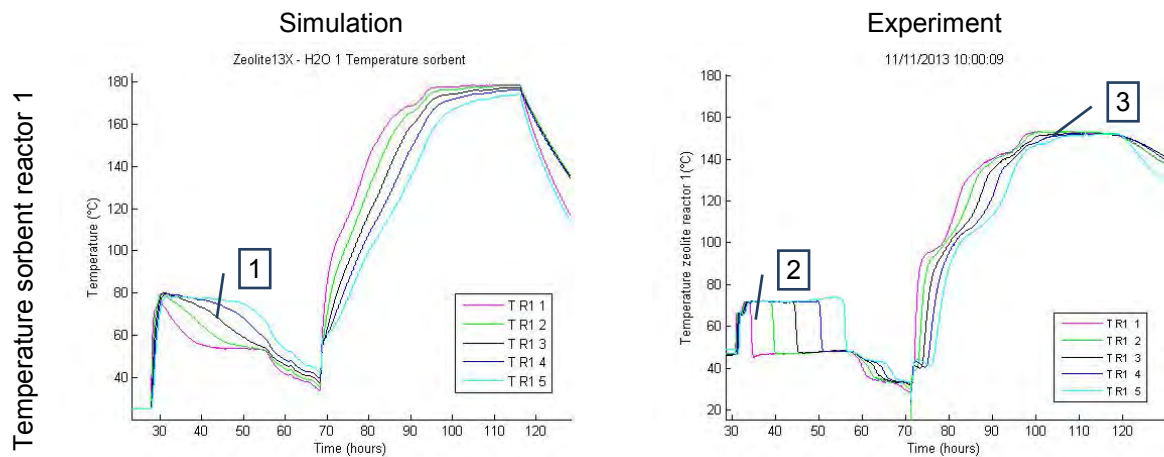 Simulation
Experiment
Temperature sorbent reactor 1
Zeolite13X - H2O 1 Temperature sorbent
Temperature (°C)
180
160
140
120
100
80
60
40
30 40 50 60 70 80 90 100 110 120
Time (hours)
1
T R1 1
T R1 2
T R1 3
T R1 4
T R1 5
11/11/2013 10:00:09
Temperature zeolite reactor 1(°C)
180
160
140
120
100
80
60
40
20
30 40 50 60 70 80 90 100 110 120
Time (hours)
2
3
T R1 1
T R1 2
T R1 3
T R1 4
T R1 5